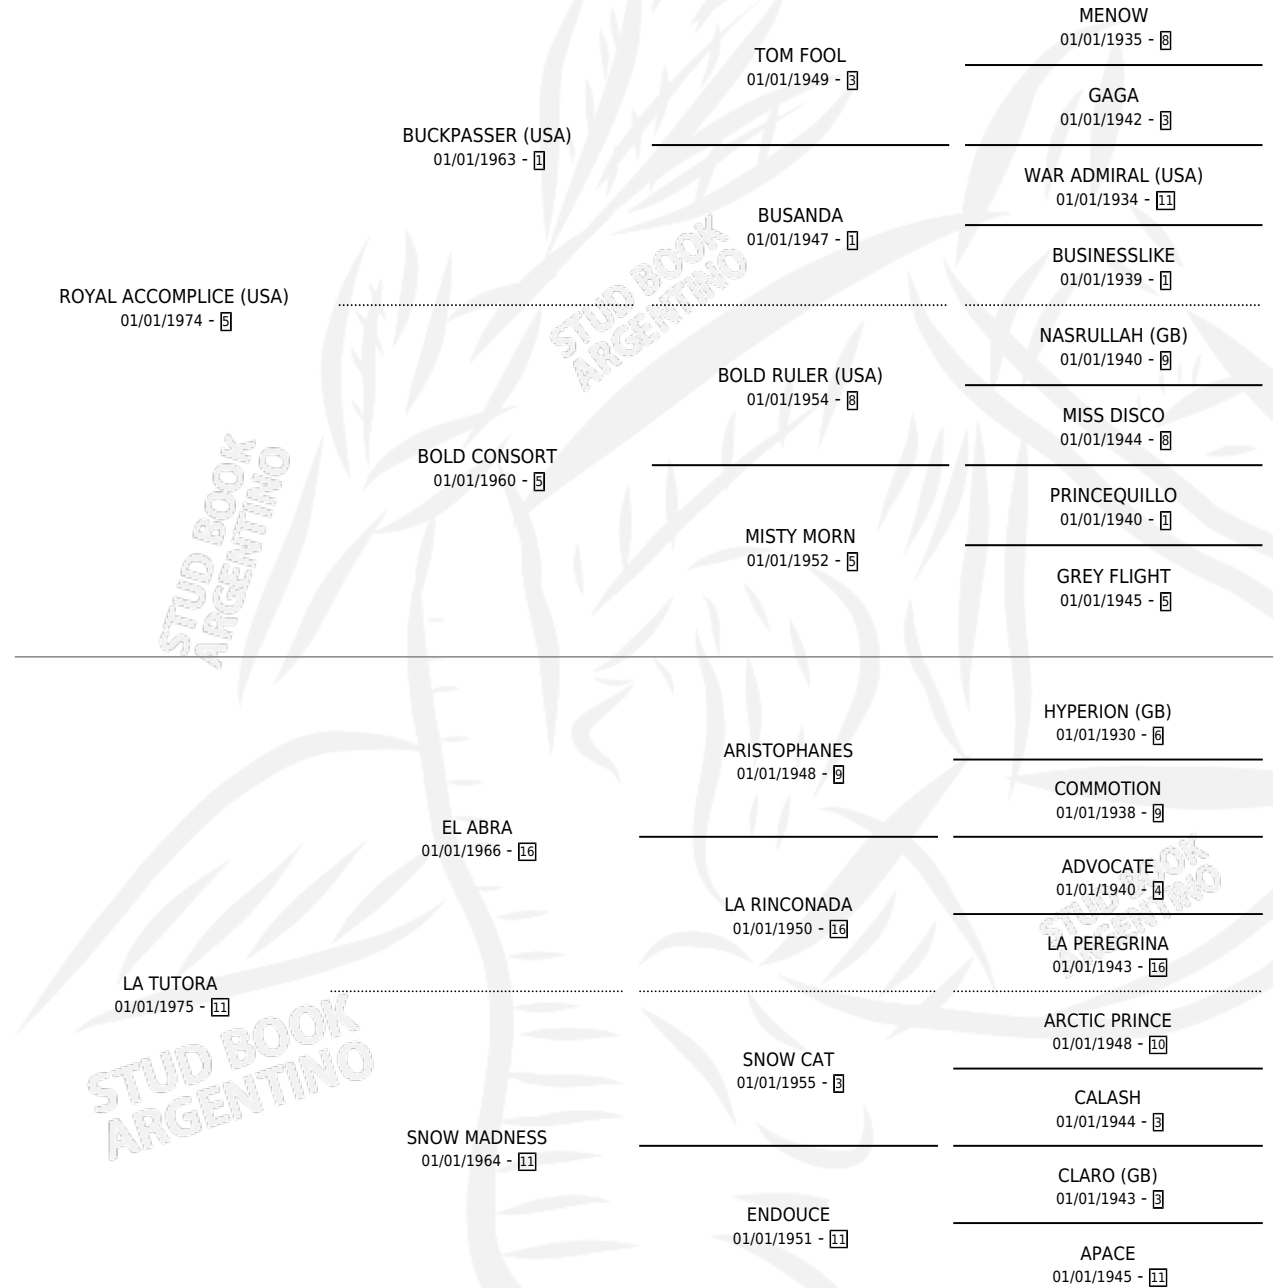 MENOW
01/01/1935 - 8
TOM FOOL
01/01/1949 - 3
GAGA
01/01/1942 - 3
BUCKPASSER (USA)
01/01/1963 - 1
WAR ADMIRAL (USA)
01/01/1934 - 11
BUSANDA
01/01/1947 - 1
BUSINESSLIKE
01/01/1939 - 1
ROYAL ACCOMPLICE (USA)
01/01/1974 - 5
NASRULLAH (GB)
01/01/1940 - 9
BOLD RULER (USA)
01/01/1954 - 8
MISS DISCO
01/01/1944 - 8
BOLD CONSORT
01/01/1960 - 5
PRINCEQUILLO
01/01/1940 - 1
MISTY MORN
01/01/1952 - 5
GREY FLIGHT
01/01/1945 - 5
STUD BOOK
ARGENTINO
STUD BOOK
ARGENTINO
HYPERION (GB)
01/01/1930 - 6
ARISTOPHANES
01/01/1948 - 9
COMMOTION
01/01/1938 - 9
EL ABRA
01/01/1966 - 16
ADVOCATE
01/01/1940 - 4
LA RINCONADA
01/01/1950 - 16
LA PEREGRINA
01/01/1943 - 16
LA TUTORA
01/01/1975 - 11
ARCTIC PRINCE
01/01/1948 - 10
SNOW CAT
01/01/1955 - 3
CALASH
01/01/1944 - 3
SNOW MADNESS
01/01/1964 - 11
CLARO (GB)
01/01/1943 - 3
ENDOUCE
01/01/1951 - 11
APACE
01/01/1945 - 11
STUD BOOK
ARGENTINO
STUD BOOK
ARGENTINO